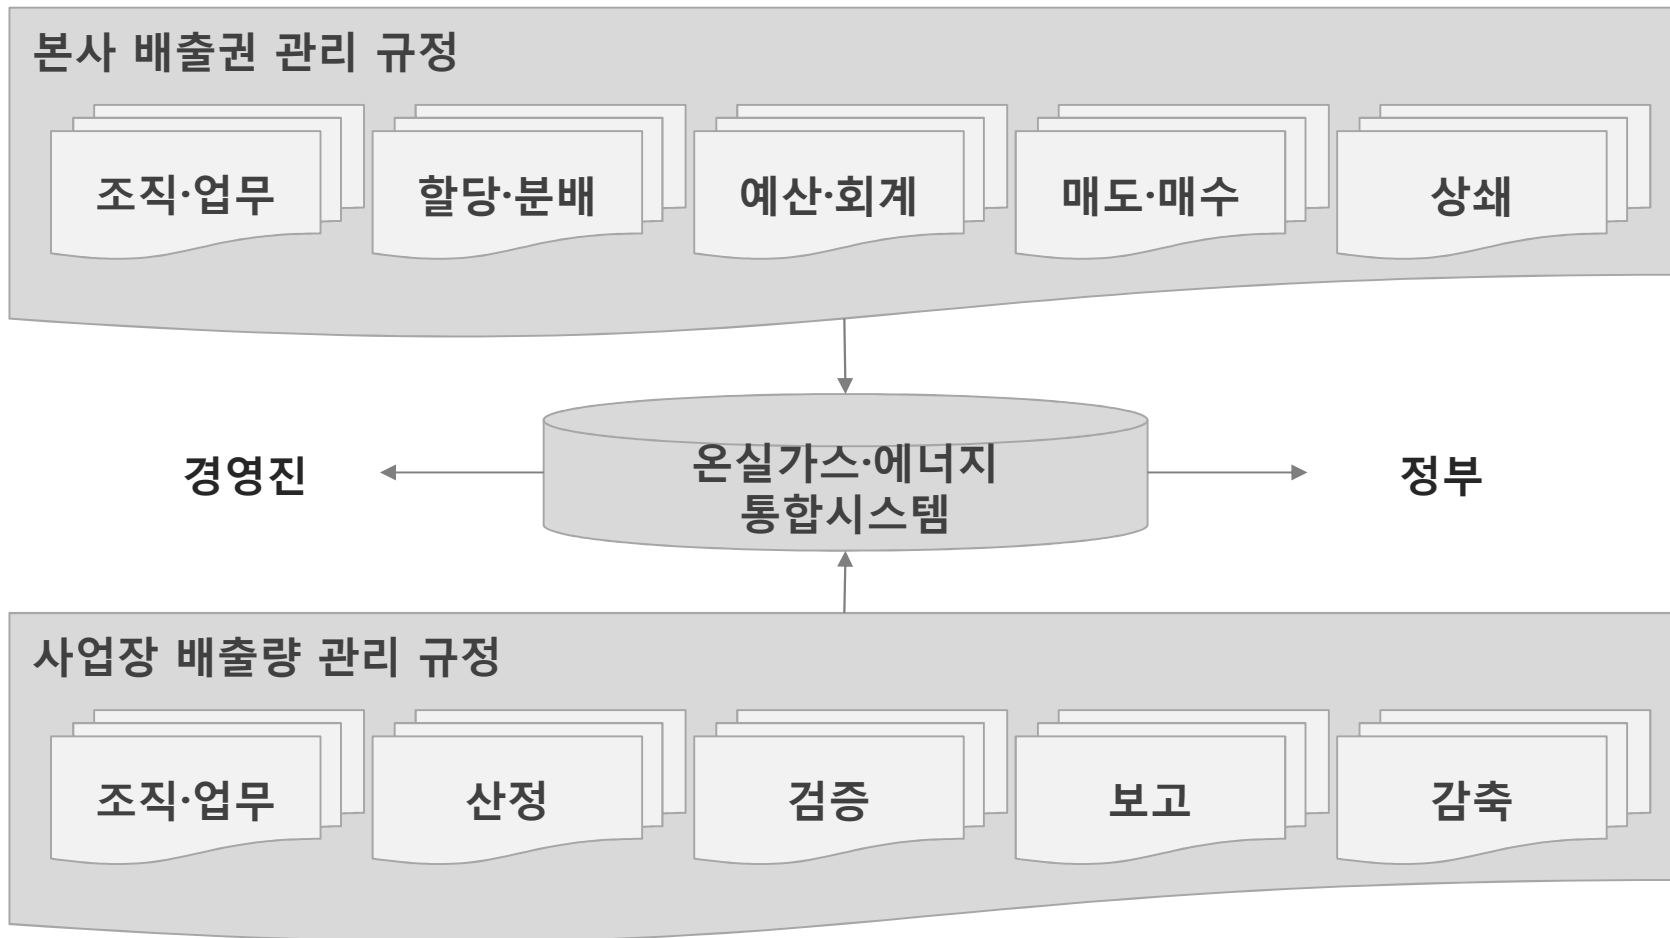 본사 배출권 관리 규정
조직·업무
할당·분배
예산·회계
매도·매수
상쇄
경영진
온실가스·에너지
통합시스템
정부
사업장 배출량 관리 규정
조직·업무
산정
검증
보고
감축